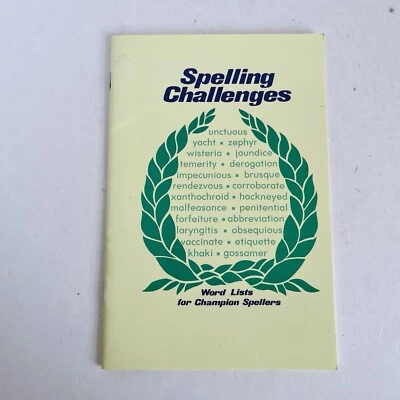 Spelling
Challenges
unctuous
yacht • zephyr
wisteria • jaundice
temerity • derogation
impecunious • brusque
rendezvous • corroborate
xanthochroid • hackneyed
malfeasance • penitential
forfeiture • abbreviation
laryngitis • obsequious
vaccinate • etiquette
khaki • gossamer
Word Lists
for Champion Spellers